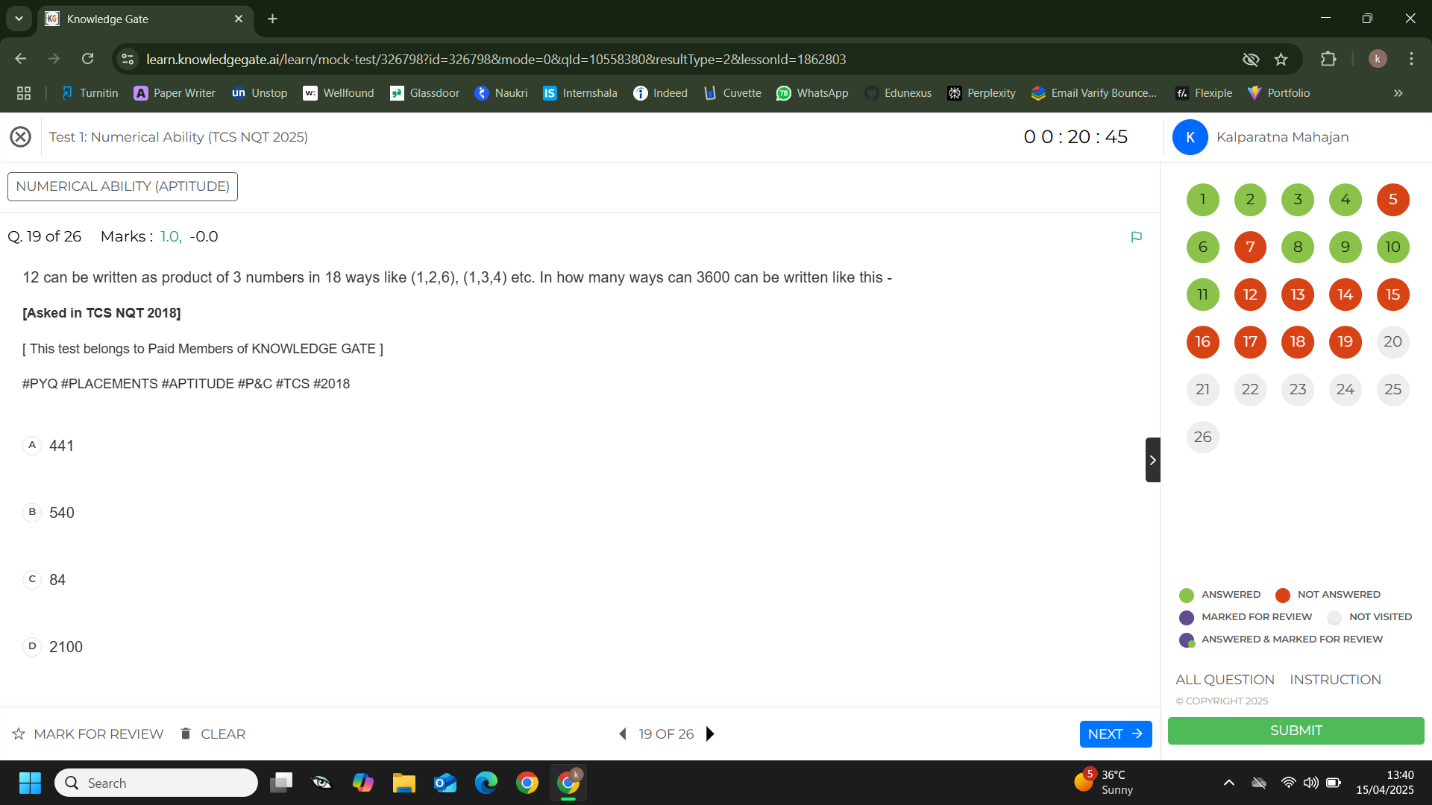 Knowledge Gate
learn.knowledgegate.ai/learn/mock-test/326798?id=326798&mode=0&qId=10558380&resultType=2&lessonId=1862803
k
Turnitin
A Paper Writer
un Unstop
w: Wellfound
Glassdoor
Naukri
IS Internshala
Indeed
Cuvette
78 WhatsApp
Edunexus
Perplexity
Email Varify Bounce...
Flexiple
Portfolio
»
Test 1: Numerical Ability (TCS NQT 2025)
0 0 : 20 : 45
K Kalparatna Mahajan
NUMERICAL ABILITY (APTITUDE)
Q. 19 of 26 Marks : 1.0, -0.0
12 can be written as product of 3 numbers in 18 ways like (1,2,6), (1,3,4) etc. In how many ways can 3600 can be written like this -
[Asked in TCS NQT 2018]
[ This test belongs to Paid Members of KNOWLEDGE GATE ]
#PYQ #PLACEMENTS #APTITUDE #P&C #TCS #2018
A 441
B 540
C 84
D 2100
1 2 3 4 5
6 7 8 9 10
11 12 13 14 15
16 17 18 19 20
21 22 23 24 25
26
ANSWERED NOT ANSWERED
MARKED FOR REVIEW NOT VISITED
ANSWERED & MARKED FOR REVIEW
ALL QUESTION INSTRUCTION
© COPYRIGHT 2025
SUBMIT
MARK FOR REVIEW CLEAR
19 OF 26
NEXT
Search
5
36°C
Sunny
13:40
15/04/2025